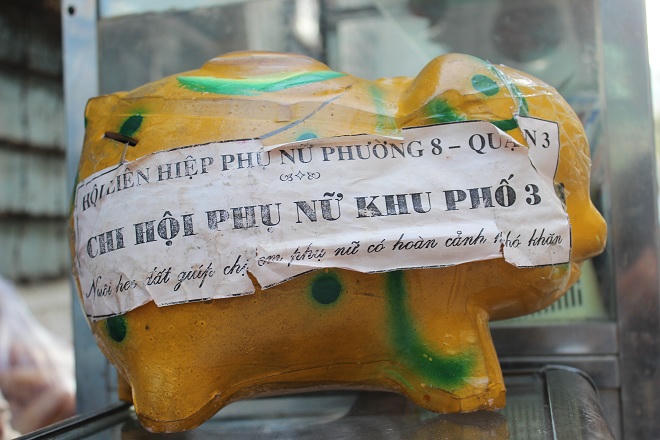 HỘI LIÊN HIỆP PHỤ NỮ PHƯỜNG 8 - QUẬN 3
CHI HỘI PHỤ NỮ KHU PHỐ 3
Nuôi heo đất giúp chị em phụ nữ có hoàn cảnh khó khăn